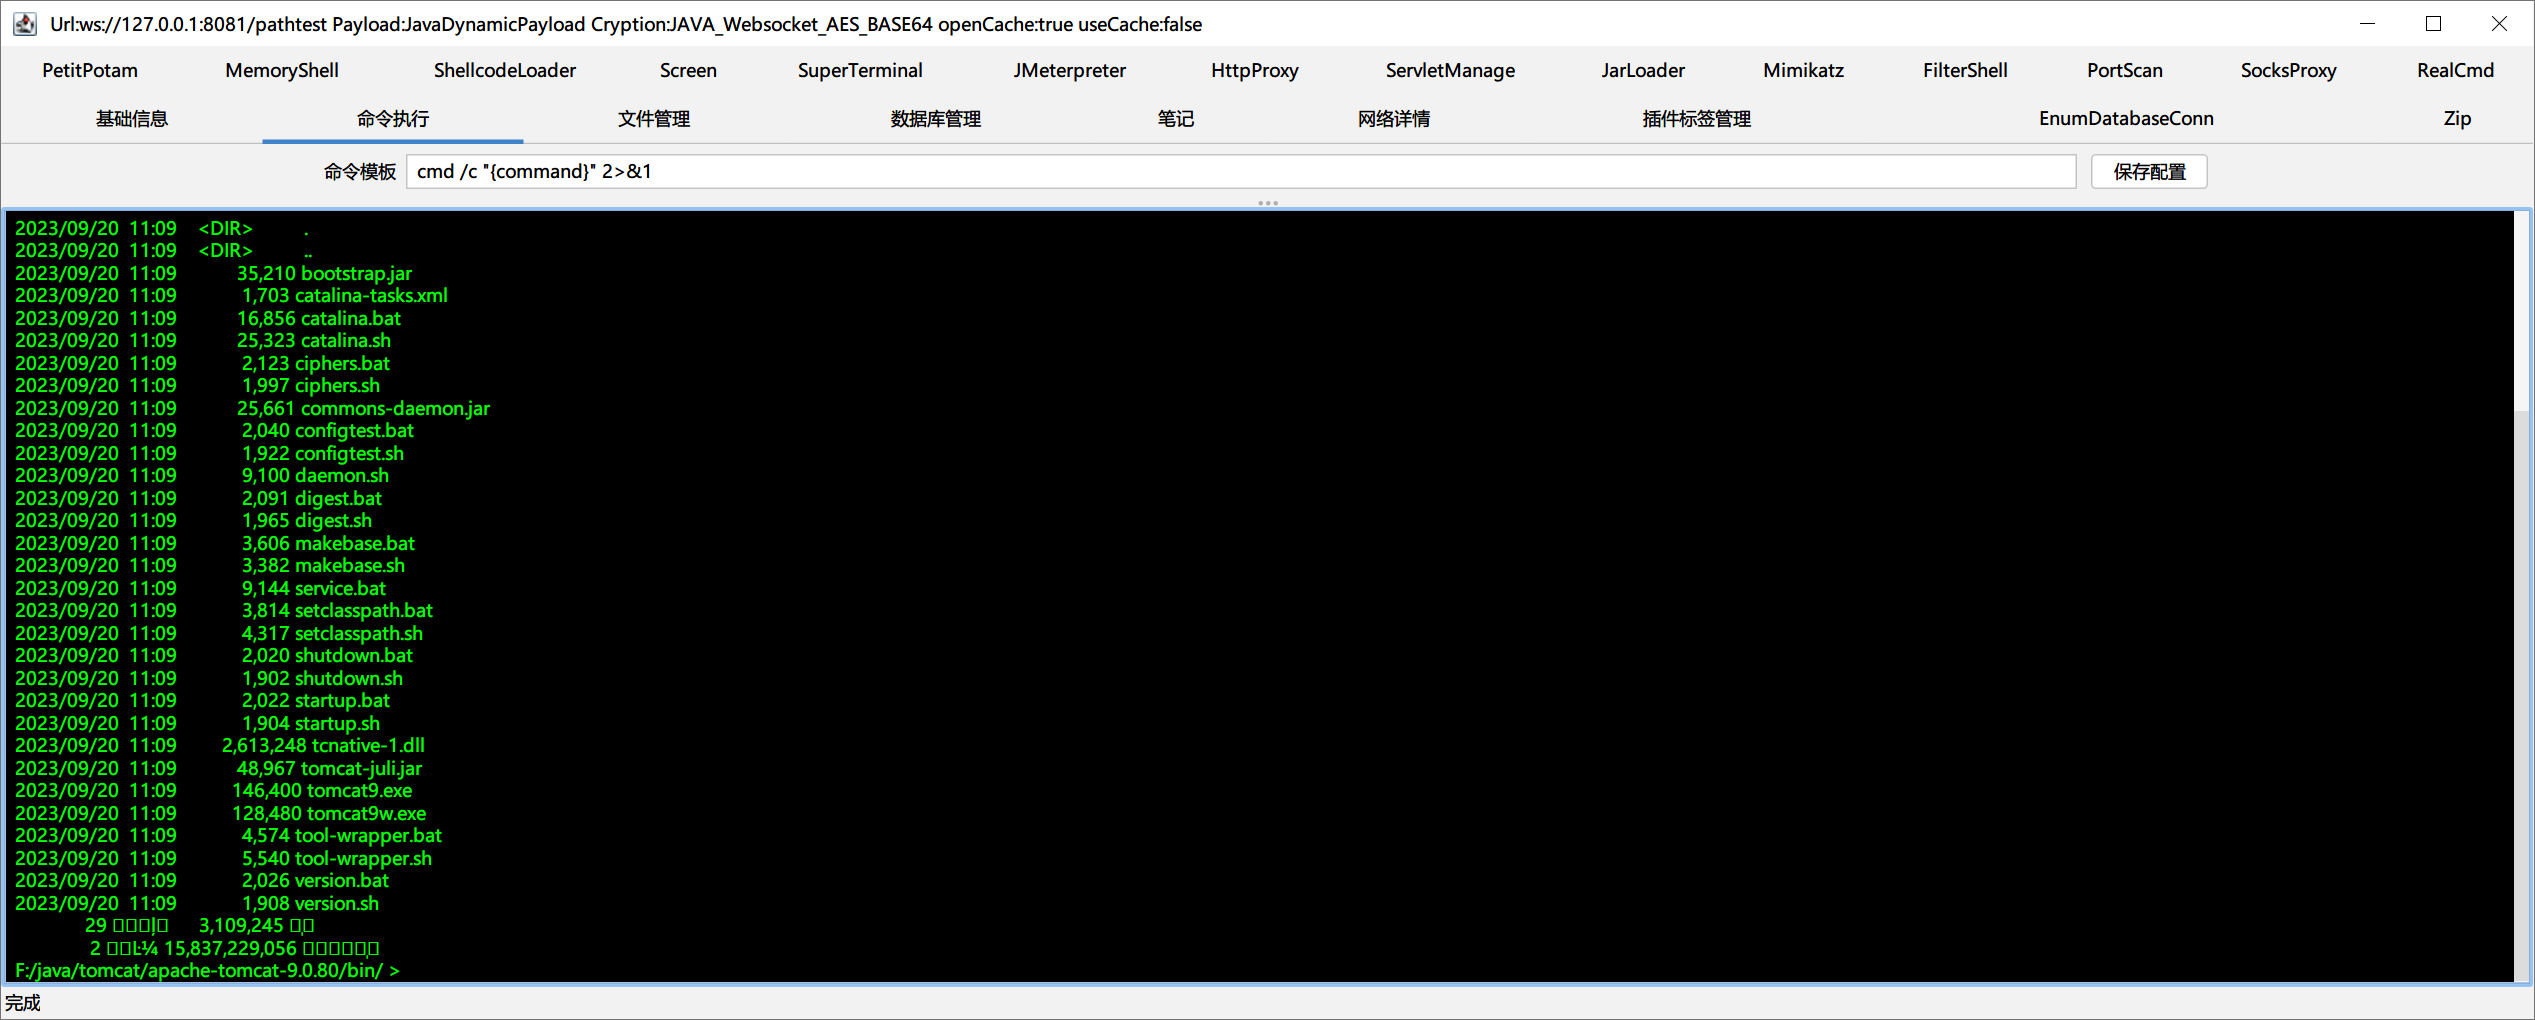 Url:ws://127.0.0.1:8081/pathtest Payload:JavaDynamicPayload Cryption:JAVA_Websocket_AES_BASE64 openCache:true useCache:false
PetitPotam MemoryShell ShellcodeLoader Screen SuperTerminal JMeterpreter HttpProxy ServletManage JarLoader Mimikatz FilterShell PortScan SocksProxy RealCmd
基础信息 命令执行 文件管理 数据库管理 笔记 网络详情 插件标签管理 EnumDatabaseConn Zip
命令模板 cmd /c "{command}" 2>&1 保存配置
2023/09/20 11:09 <DIR> .
2023/09/20 11:09 <DIR> ..
2023/09/20 11:09 35,210 bootstrap.jar
2023/09/20 11:09 1,703 catalina-tasks.xml
2023/09/20 11:09 16,856 catalina.bat
2023/09/20 11:09 25,323 catalina.sh
2023/09/20 11:09 2,123 ciphers.bat
2023/09/20 11:09 1,997 ciphers.sh
2023/09/20 11:09 25,661 commons-daemon.jar
2023/09/20 11:09 2,040 configtest.bat
2023/09/20 11:09 1,922 configtest.sh
2023/09/20 11:09 9,100 daemon.sh
2023/09/20 11:09 2,091 digest.bat
2023/09/20 11:09 1,965 digest.sh
2023/09/20 11:09 3,606 makebase.bat
2023/09/20 11:09 3,382 makebase.sh
2023/09/20 11:09 9,144 service.bat
2023/09/20 11:09 3,814 setclasspath.bat
2023/09/20 11:09 4,317 setclasspath.sh
2023/09/20 11:09 2,020 shutdown.bat
2023/09/20 11:09 1,902 shutdown.sh
2023/09/20 11:09 2,022 startup.bat
2023/09/20 11:09 1,904 startup.sh
2023/09/20 11:09 2,613,248 tcnative-1.dll
2023/09/20 11:09 48,967 tomcat-juli.jar
2023/09/20 11:09 146,400 tomcat9.exe
2023/09/20 11:09 128,480 tomcat9w.exe
2023/09/20 11:09 4,574 tool-wrapper.bat
2023/09/20 11:09 5,540 tool-wrapper.sh
2023/09/20 11:09 2,026 version.bat
2023/09/20 11:09 1,908 version.sh
29 3,109,245
2 15,837,229,056
F:/java/tomcat/apache-tomcat-9.0.80/bin/ >
完成